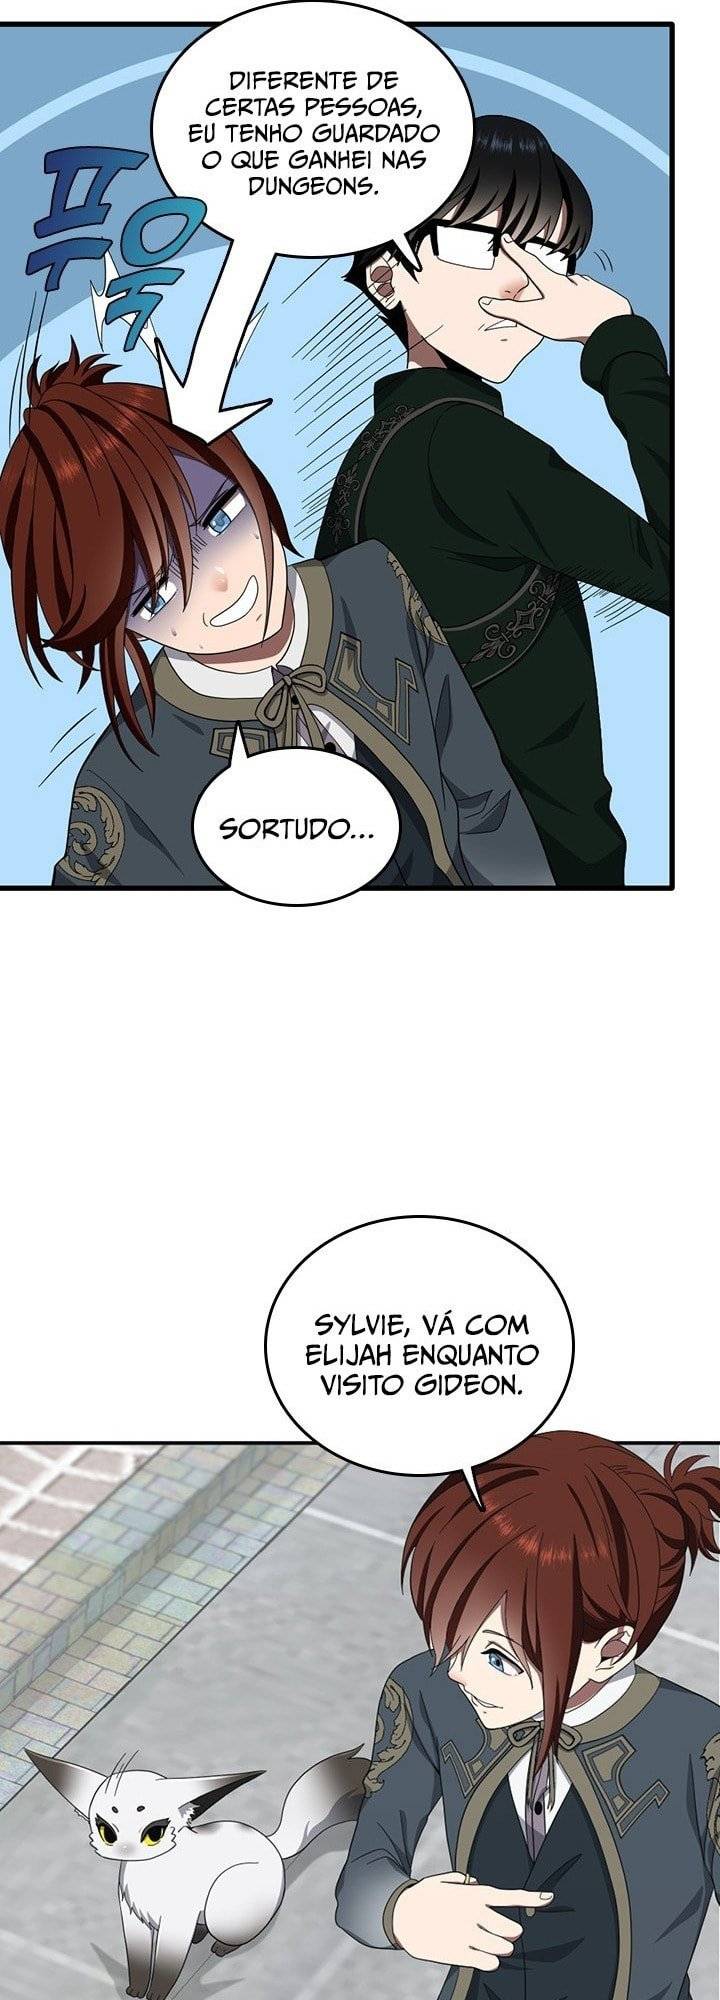 DIFERENTE DE
CERTAS PESSOAS,
EU TENHO GUARDADO
O QUE GANHEI NAS
DUNGEONS.
푸욱
SORTUDO...
SYLVIE, VÁ COM
ELIJAH ENQUANTO
VISITO GIDEON.